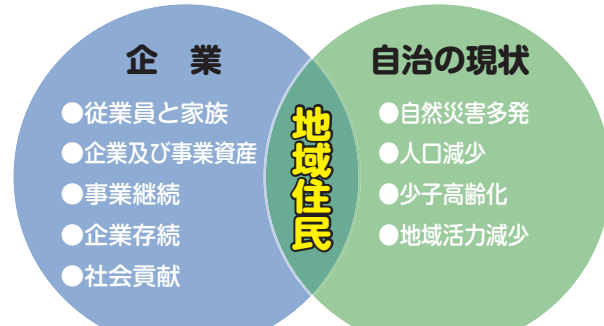 企　業
●従業員と家族
●企業及び事業資産
●事業継続
●企業存続
●社会貢献
地域住民
自治の現状
●自然災害多発
●人口減少
●少子高齢化
●地域活力減少